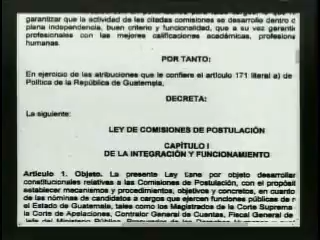 garantizar que la actividad de las citadas comisiones se desarrolle dentro d
plena independencia, buen criterio y funcionalidad, que a su vez garanti
profesionales con las mejores calificaciones académicas, profesiona
humanas.
POR TANTO:
En ejercicio de las atribuciones que le confiere el artículo 171 literal a) de
Política de la República de Guatemala,
DECRETA:
La siguiente:
LEY DE COMISIONES DE POSTULACIÓN
CAPÍTULO I
DE LA INTEGRACIÓN Y FUNCIONAMIENTO
Artículo 1. Objeto. La presente Ley tiene por objeto desarrollar
constitucionales relativas a las Comisiones de Postulación, con el propósit
establecer mecanismos y procedimientos, objetivos y concretos, en cuanto
de las nóminas de candidatos a cargos que ejercen funciones públicas de r
el Estado de Guatemala, tales como los Magistrados de la Corte Suprema
la Corte de Apelaciones, Contralor General de Cuentas, Fiscal General de